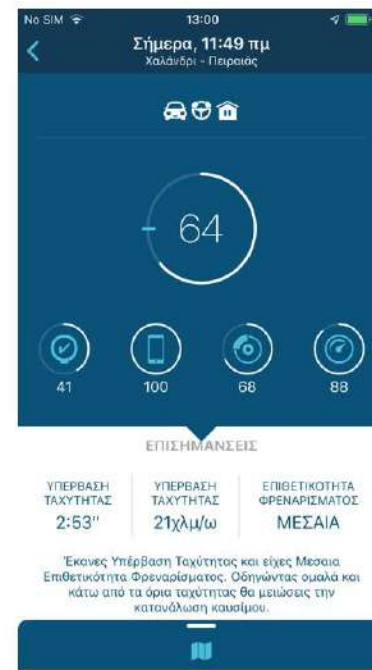 No SIM 13:00
Σήμερα, 11:49 πμ
Χαλάνδρι - Πειραιάς
64
41 100 68 88
ΕΠΙΣΗΜΑΝΣΕΙΣ
ΥΠΕΡΒΑΣΗ ΥΠΕΡΒΑΣΗ ΕΠΙΘΕΤΙΚΟΤΗΤΑ
ΤΑΧΥΤΗΤΑΣ ΤΑΧΥΤΗΤΑΣ ΦΡΕΝΑΡΙΣΜΑΤΟΣ
2:53'' 21χλμ/ω ΜΕΣΑΙΑ
Έκανες Υπέρβαση Ταχύτητας και είχες Μεσαια
Επιθετικότητα Φρεναρίσματος. Οδηγώντας ομαλά και
κάτω από τα όρια ταχύτητας θα μειώσεις την
κατανάλωση καυσίμου.